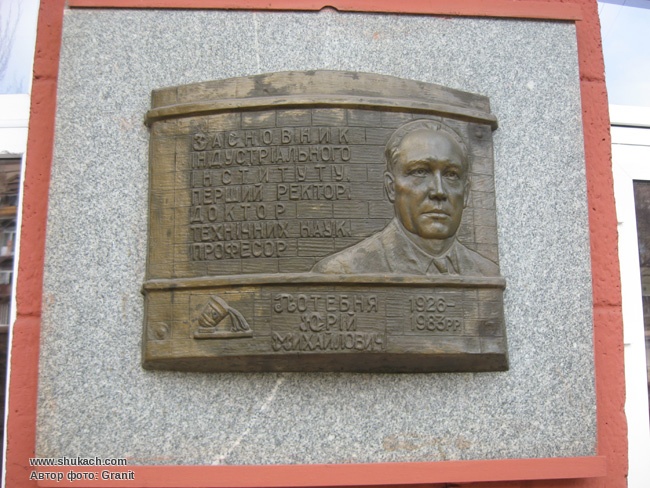 ЗАСНОВНИК
ІНДУСТРІАЛЬНОГО
ІНСТИТУТУ,
ПЕРШИЙ РЕКТОР,
ДОКТОР
ТЕХНІЧНИХ НАУК,
ПРОФЕСОР
ПОТЕБНЯ 1926-
ЮРІЙ 1983РР.
МИХАЙЛОВИЧ
www.shukach.com
Автор фото: Granit